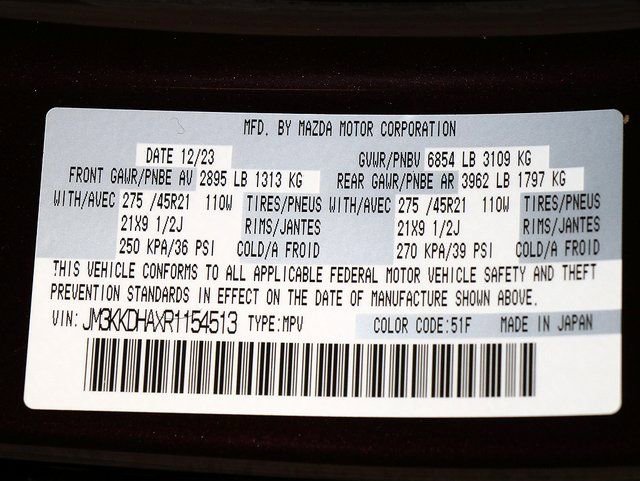 MFD. BY MAZDA MOTOR CORPORATION
DATE 12/23 GVWR/PNBV 6854 LB 3109 KG
FRONT GAWR/PNBE AV 2895 LB 1313 KG REAR GAWR/PNBE AR 3962 LB 1797 KG
WITH/AVEC 275 /45R21 110W TIRES/PNEUS WITH/AVEC 275 /45R21 110W TIRES/PNEUS
21X9 1/2J RIMS/JANTES 21X9 1/2J RIMS/JANTES
250 KPA/36 PSI COLD/A FROID 270 KPA/39 PSI COLD/A FROID
THIS VEHICLE CONFORMS TO ALL APPLICABLE FEDERAL MOTOR VEHICLE SAFETY AND THEFT
PREVENTION STANDARDS IN EFFECT ON THE DATE OF MANUFACTURE SHOWN ABOVE.
VIN: JM3KKDHAXR1154513 TYPE:MPV COLOR CODE:51F MADE IN JAPAN